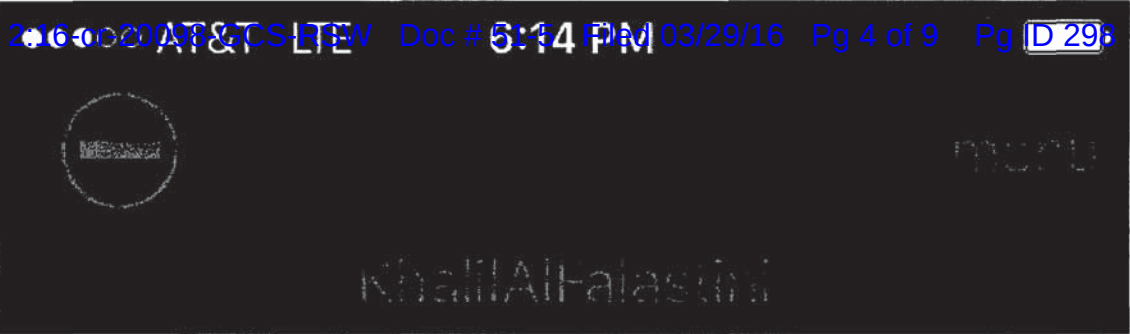 2:16-cr-20098-GCS-RSW Doc # 51-5 Filed 03/29/16 Pg 4 of 9 Pg ID 298
AT&T LTE 5:14 PM
menu
KhalilAlFalastini